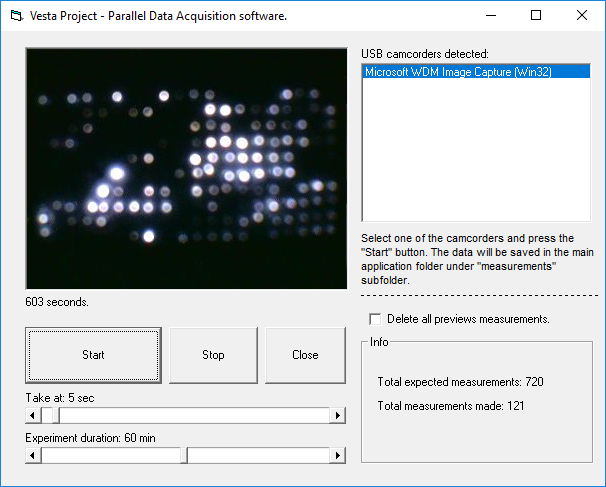 Vesta Project - Parallel Data Acquisition software.
USB camcorders detected:
Microsoft WDM Image Capture (Win32)
Select one of the camcorders and press the
"Start" button. The data will be saved in the main
application folder under "measurements"
subfolder.
603 seconds.
Delete all previews measurements.
Start
Stop
Close
Info
Total expected measurements: 720
Total measurements made: 121
Take at: 5 sec
Experiment duration: 60 min